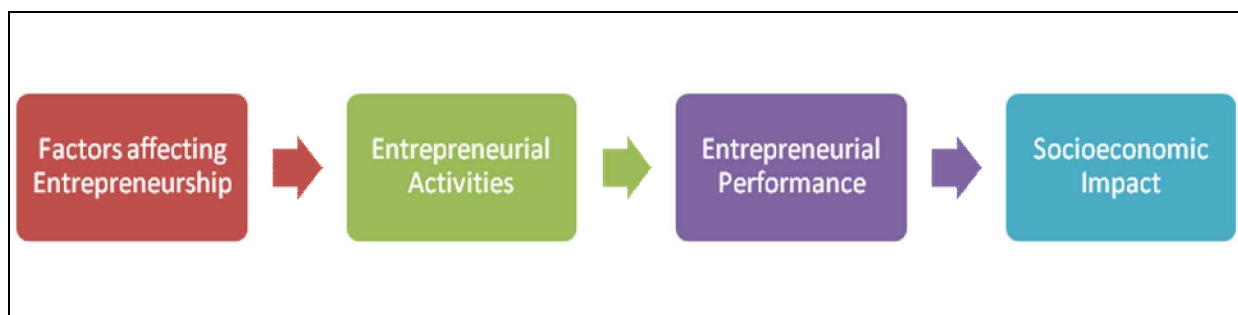 Factors affecting
Entrepreneurship
Entrepreneurial
Activities
Entrepreneurial
Performance
Socioeconomic
Impact